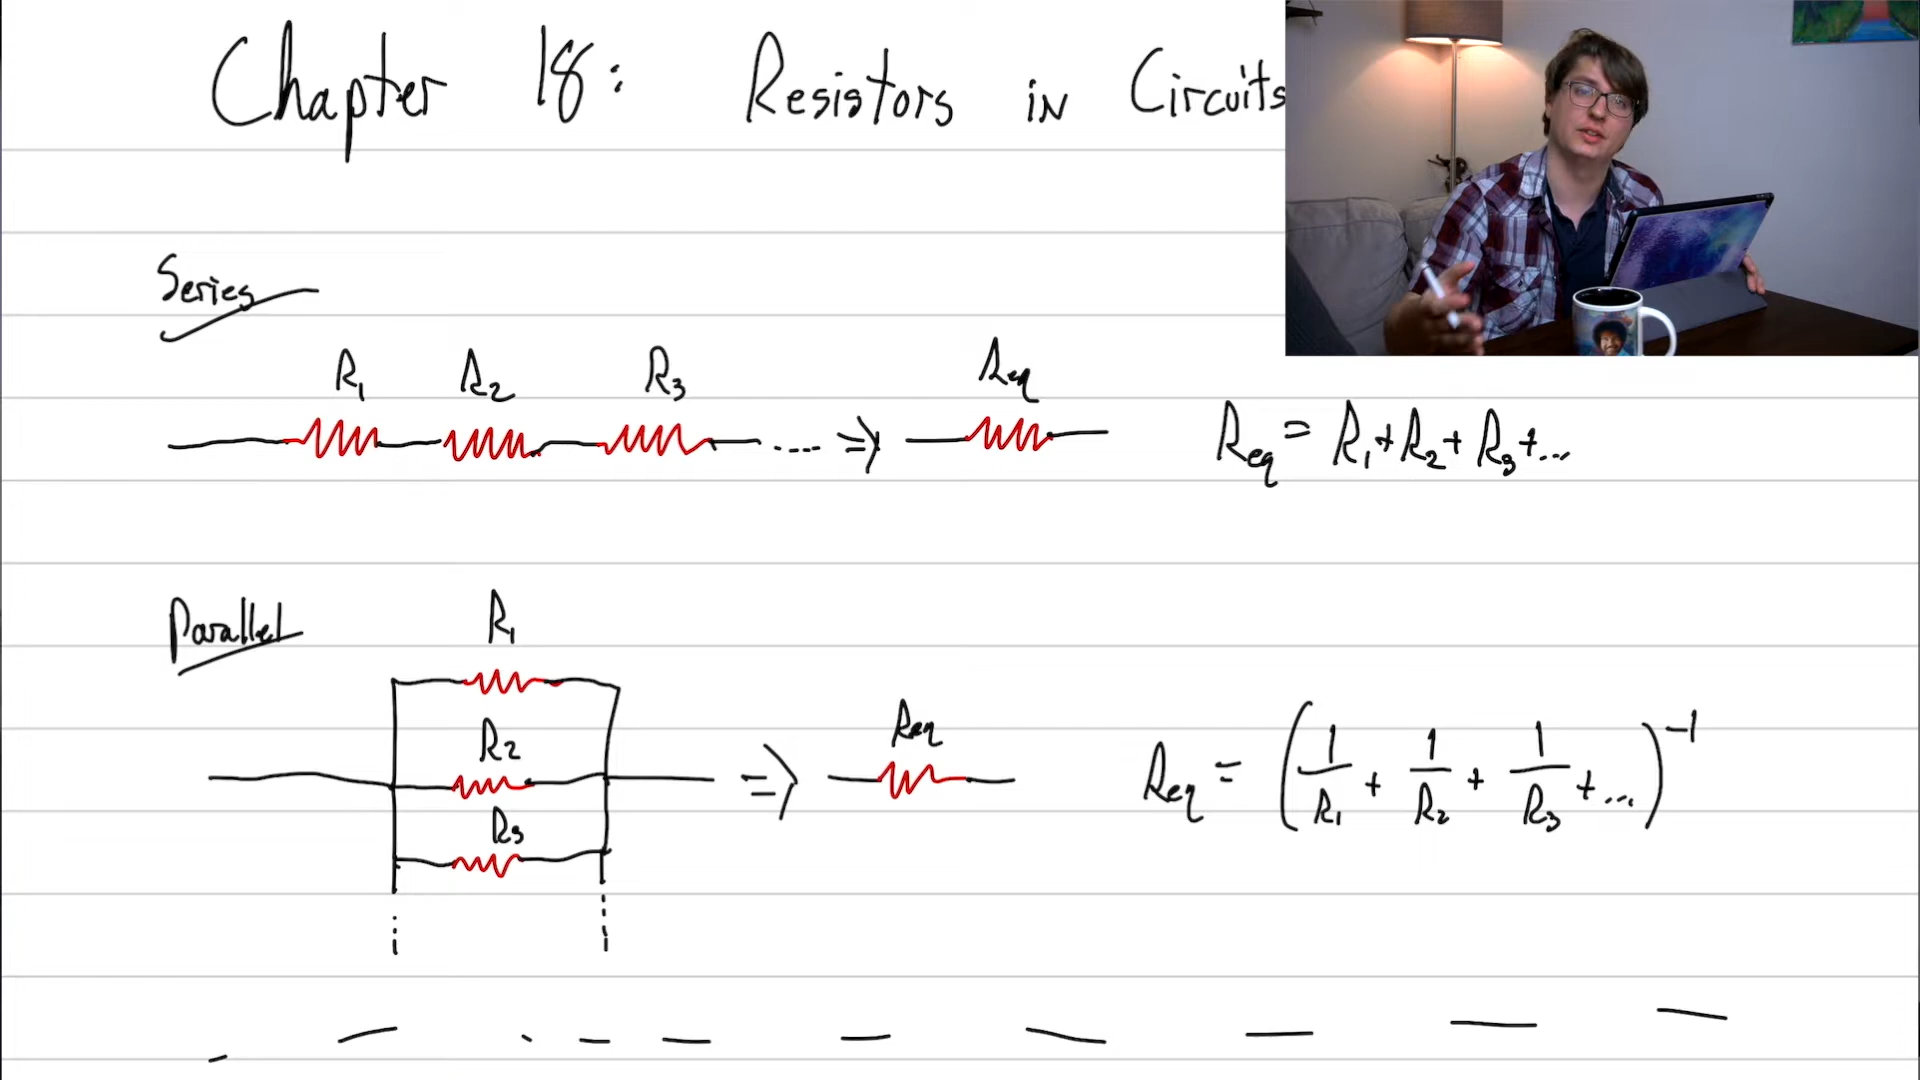 Chapter 18: Resistors in Circuits
Series
R₁ R₂ R₃ Req
.... => Req = R₁+R₂+R₃+...
Parallel
R₁
R₂
R₃
=> Req
Req = (1/R₁ + 1/R₂ + 1/R₃ + ...)⁻¹